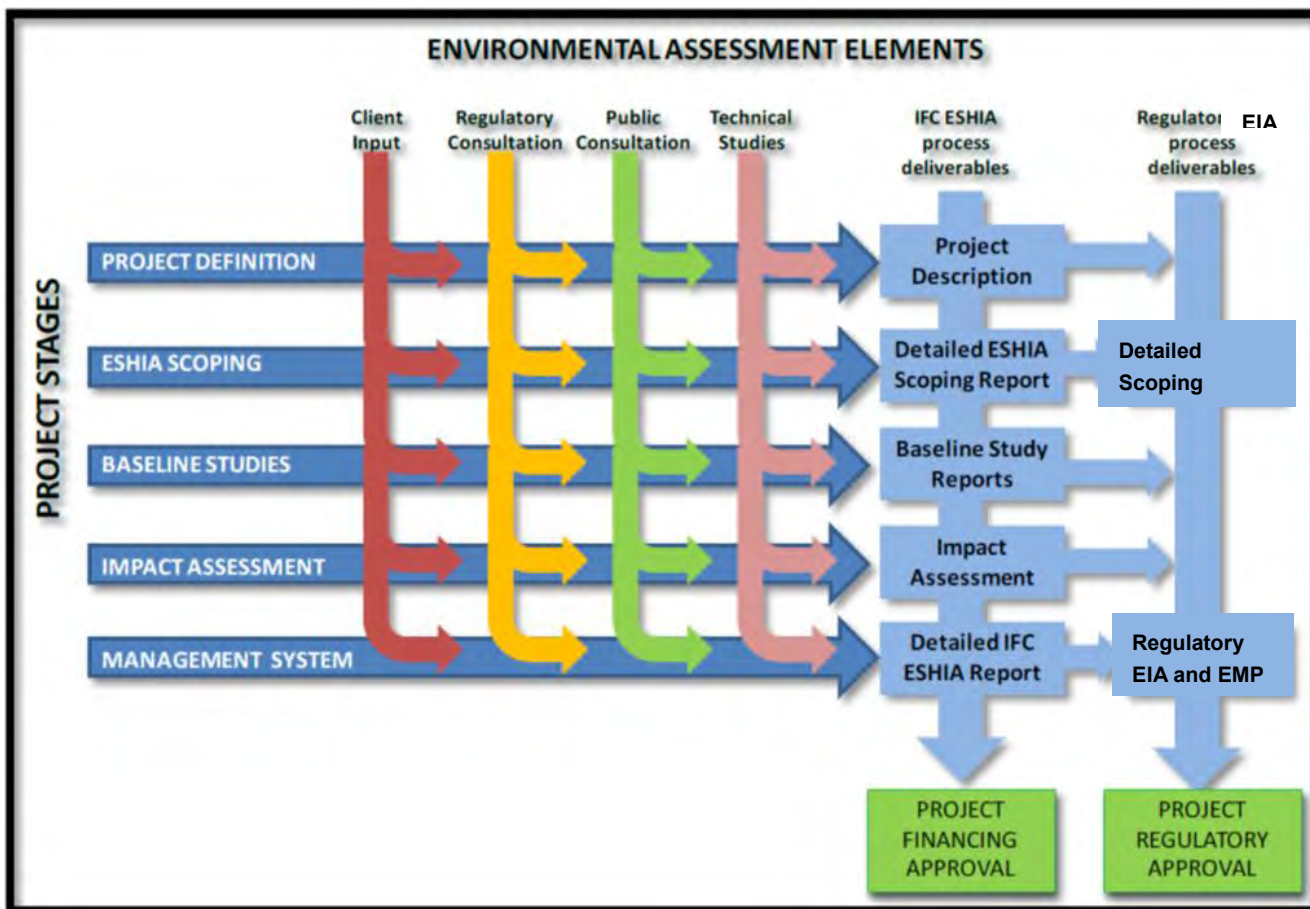 ENVIRONMENTAL ASSESSMENT ELEMENTS
Client
Input
Regulatory
Consultation
Public
Consultation
Technical
Studies
IFC ESHIA
process
deliverables
EIA
process
deliverables
PROJECT STAGES
PROJECT DEFINITION
Project
Description
ESHIA SCOPING
Detailed ESHIA
Scoping Report
Detailed
Scoping
BASELINE STUDIES
Baseline Study
Reports
IMPACT ASSESSMENT
Impact
Assessment
MANAGEMENT SYSTEM
Detailed IFC
ESHIA Report
Regulatory
EIA and EMP
PROJECT
FINANCING
APPROVAL
PROJECT
REGULATORY
APPROVAL